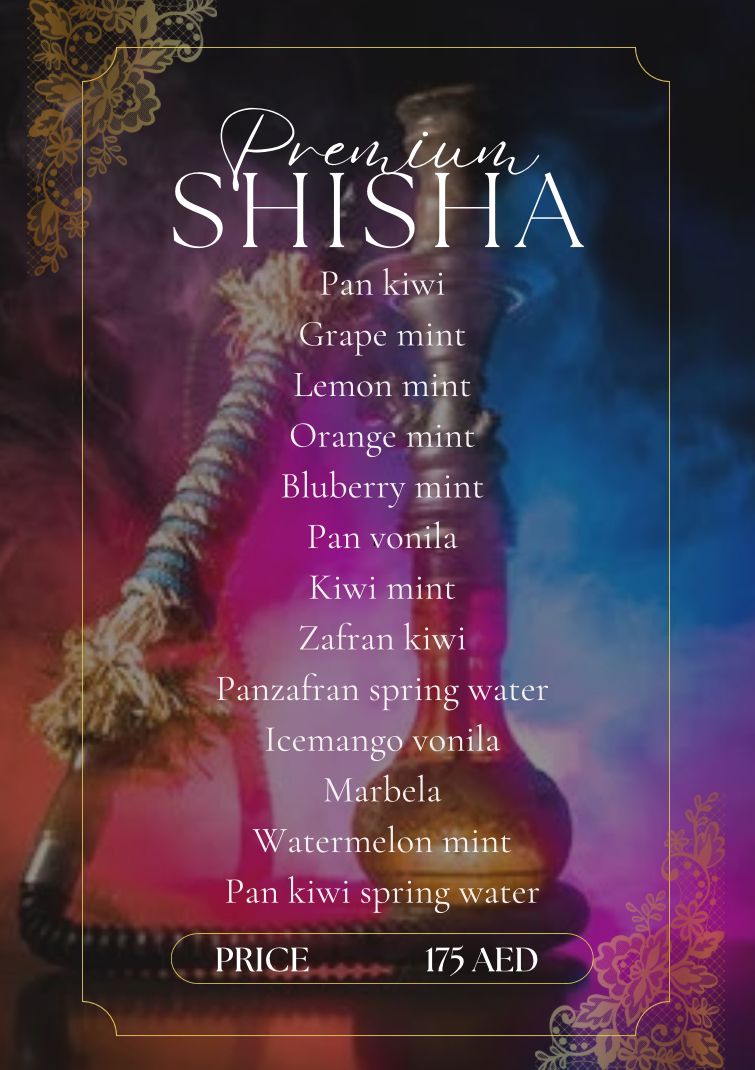 Premium
SHISHA
Pan kiwi
Grape mint
Lemon mint
Orange mint
Bluberry mint
Pan vonila
Kiwi mint
Zafran kiwi
Panzafran spring water
Icemango vonila
Marbela
Watermelon mint
Pan kiwi spring water
PRICE 175 AED